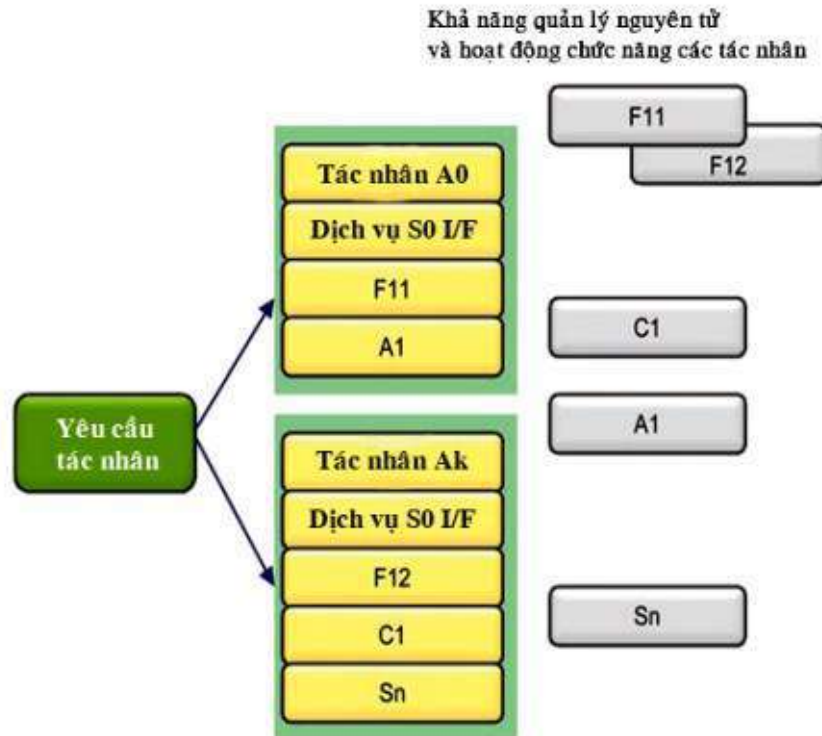 Khả năng quản lý nguyên tử
và hoạt động chức năng các tác nhân
F11
F12
Tác nhân A0
Dịch vụ S0 I/F
F11
A1
C1
A1
Yêu cầu
tác nhân
Tác nhân Ak
Dịch vụ S0 I/F
F12
C1
Sn
Sn